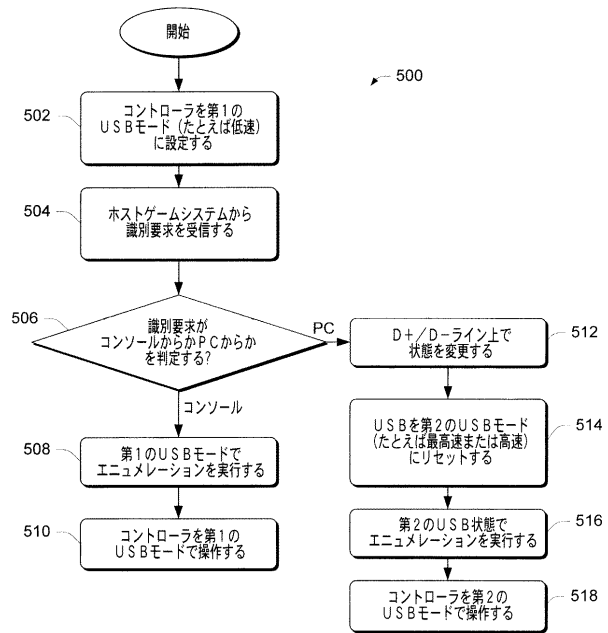 開始
500
502
コントローラを第1の
USBモード（たとえば低速）
に設定する
504
ホストゲームシステムから
識別要求を受信する
506
識別要求が
コンソールからかPCからか
を判定する?
PC
コンソール
508
第1のUSBモードで
エニュメレーションを実行する
510
コントローラを第1の
USBモードで操作する
D+/D-ライン上で
状態を変更する
512
USBを第2のUSBモード
（たとえば最高速または高速）
にリセットする
514
第2のUSB状態で
エニュメレーションを実行する
516
コントローラを第2の
USBモードで操作する
518